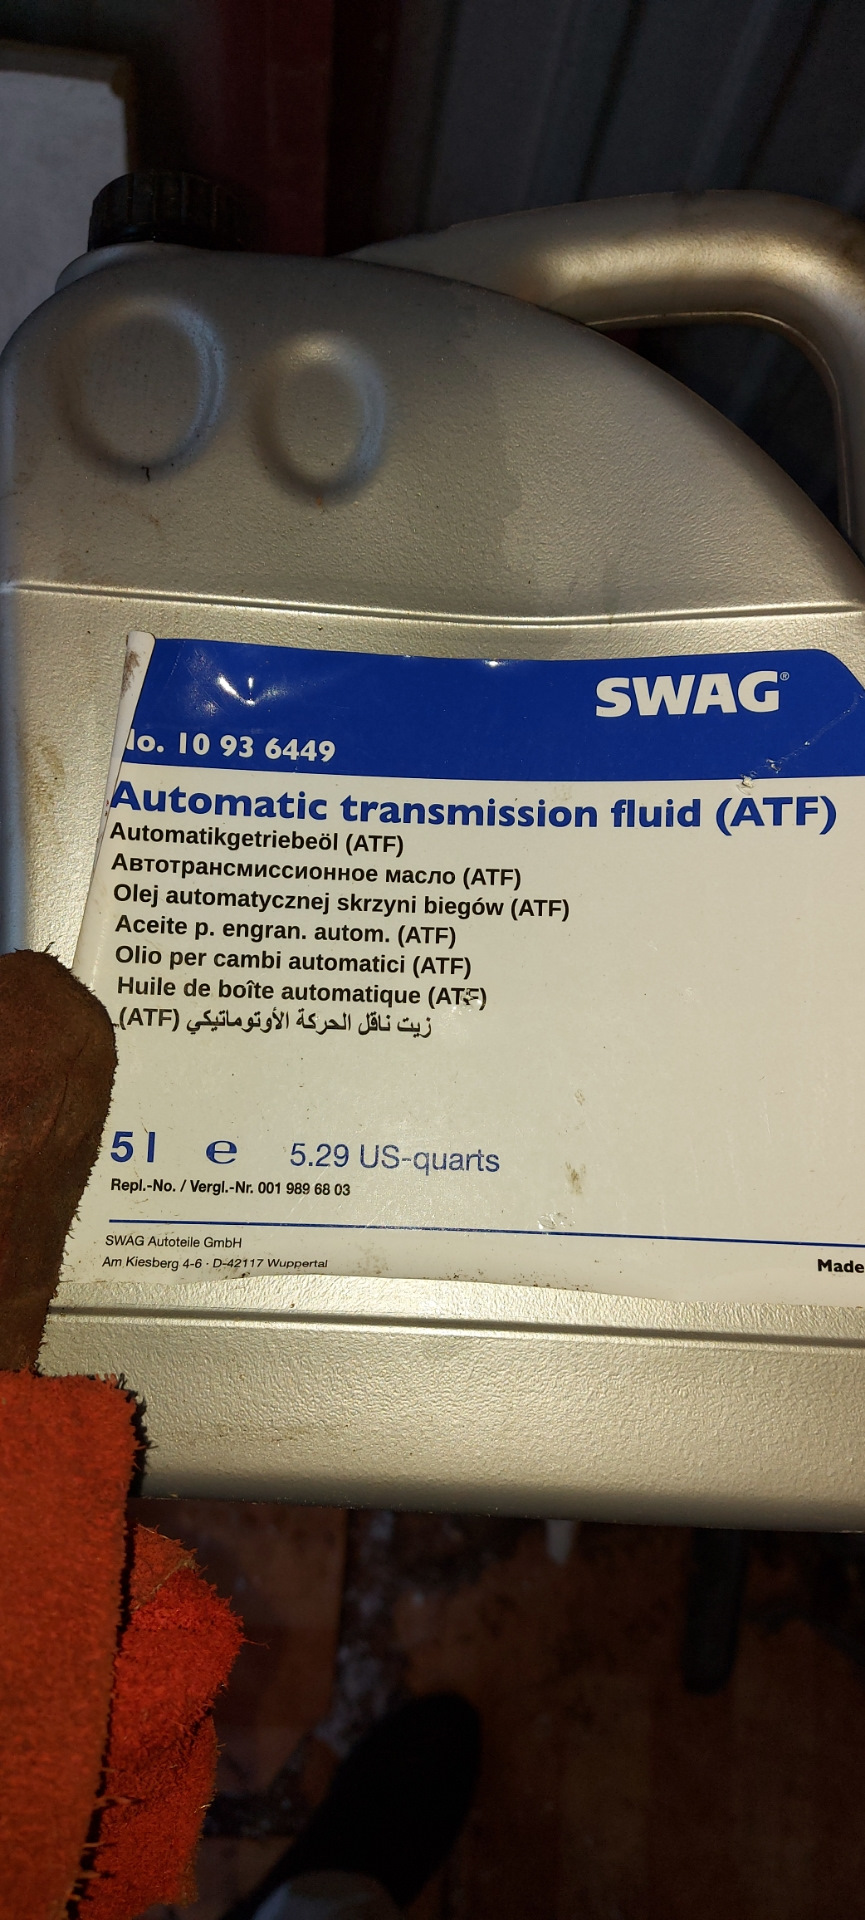 SWAG®
No. 10 93 6449
Automatic transmission fluid (ATF)
Automatikgetriebeöl (ATF)
Автотрансмиссионное масло (ATF)
Olej automatycznej skrzyni biegów (ATF)
Aceite p. engran. autom. (ATF)
Olio per cambi automatici (ATF)
Huile de boîte automatique (ATF)
زيت ناقل الحركة الأوتوماتيكي (ATF)
5 l ℮ 5.29 US-quarts
Repl.-No. / Vergl.-Nr. 001 989 68 03
SWAG Autoteile GmbH
Am Kiesberg 4-6 · D-42117 Wuppertal
Made